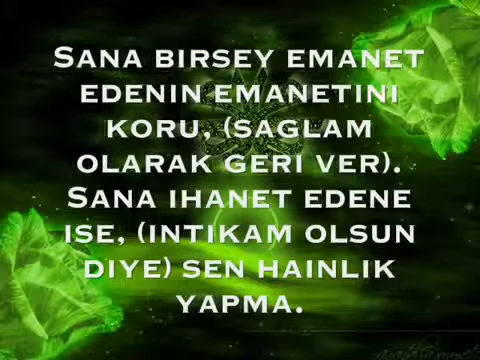 SANA BIRSEY EMANET
EDENIN EMANETINI
KORU, (SAGLAM
OLARAK GERI VER).
SANA IHANET EDENE
ISE, (INTIKAM OLSUN
DIYE) SEN HAINLIK
YAPMA.